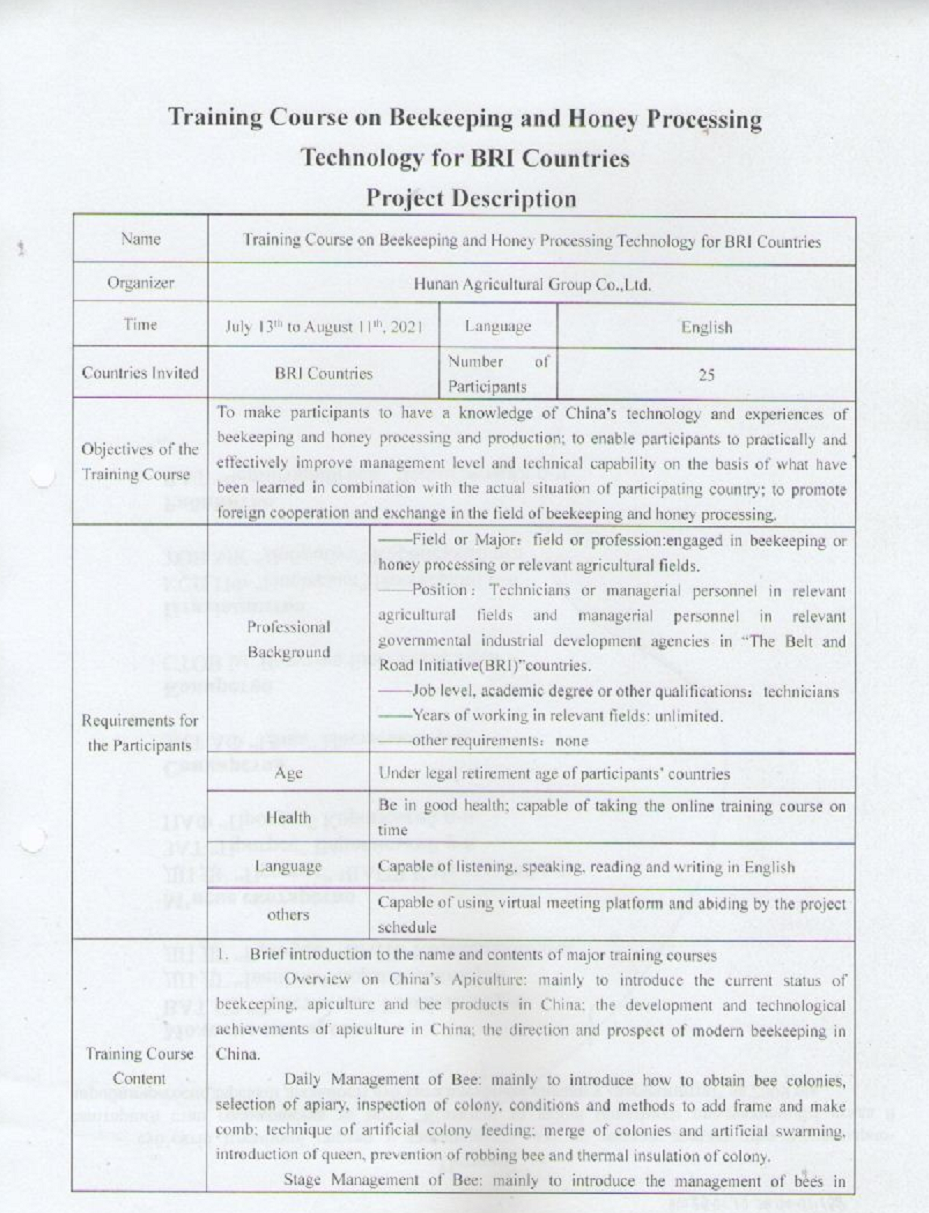 Training Course on Beekeeping and Honey Processing
Technology for BRI Countries
Project Description
Name
Training Course on Beekeeping and Honey Processing Technology for BRI Countries
Organizer
Hunan Agricultural Group Co.,Ltd.
Time
July 13th to August 11th, 2021
Language
English
Countries Invited
BRI Countries
Number of
Participants
25
Objectives of the
Training Course
To make participants to have a knowledge of China's technology and experiences of
beekeeping and honey processing and production; to enable participants to practically and
effectively improve management level and technical capability on the basis of what have
been learned in combination with the actual situation of participating country; to promote
foreign cooperation and exchange in the field of beekeeping and honey processing.
Requirements for
the Participants
Professional
Background
——Field or Major: field or profession:engaged in beekeeping or
honey processing or relevant agricultural fields.
——Position: Technicians or managerial personnel in relevant
agricultural fields and managerial personnel in relevant
governmental industrial development agencies in “The Belt and
Road Initiative(BRI)”countries.
——Job level, academic degree or other qualifications: technicians
——Years of working in relevant fields: unlimited.
——other requirements: none
Age
Under legal retirement age of participants' countries
Health
Be in good health; capable of taking the online training course on
time
Language
Capable of listening, speaking, reading and writing in English
others
Capable of using virtual meeting platform and abiding by the project
schedule
Training Course
Content
1. Brief introduction to the name and contents of major training courses
Overview on China's Apiculture: mainly to introduce the current status of
beekeeping, apiculture and bee products in China; the development and technological
achievements of apiculture in China; the direction and prospect of modern beekeeping in
China.
Daily Management of Bee: mainly to introduce how to obtain bee colonies,
selection of apiary, inspection of colony, conditions and methods to add frame and make
comb; technique of artificial colony feeding; merge of colonies and artificial swarming,
introduction of queen, prevention of robbing bee and thermal insulation of colony.
Stage Management of Bee: mainly to introduce the management of bees in